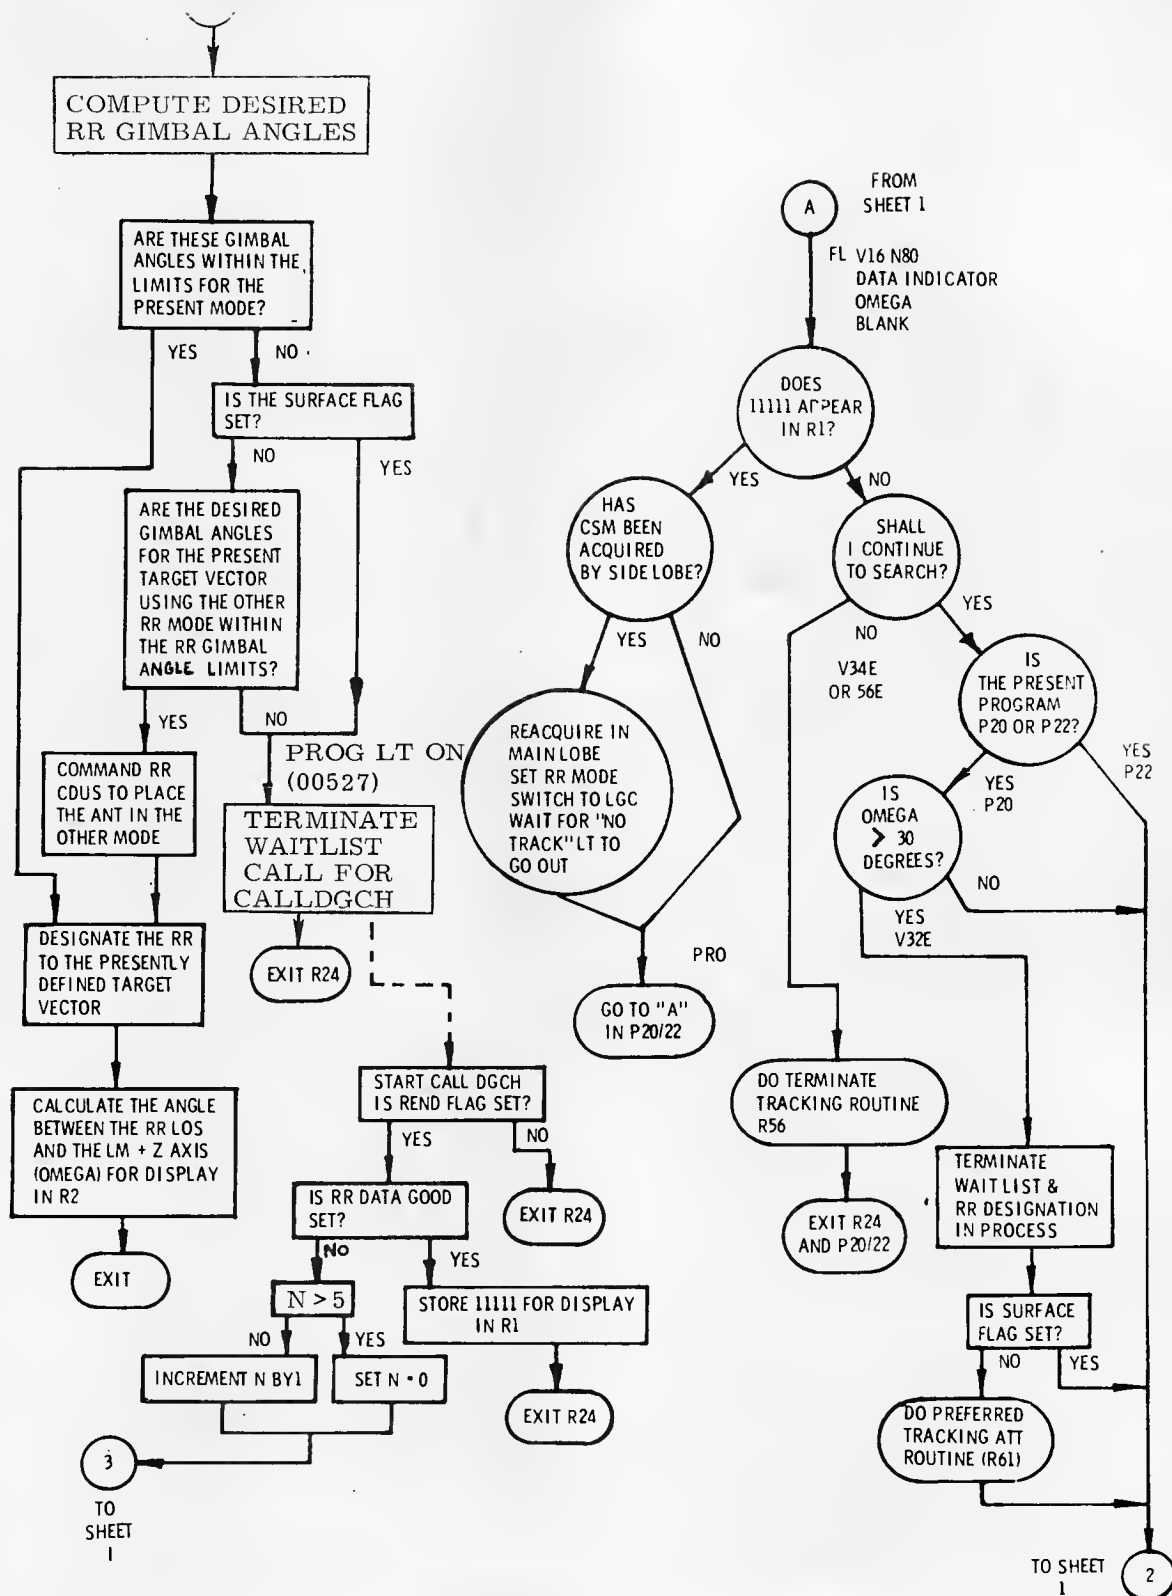 COMPUTE DESIRED
RR GIMBAL ANGLES
ARE THESE GIMBAL
ANGLES WITHIN THE
LIMITS FOR THE
PRESENT MODE?
YES
NO
IS THE SURFACE FLAG
SET?
NO
YES
ARE THE DESIRED
GIMBAL ANGLES
FOR THE PRESENT
TARGET VECTOR
USING THE OTHER
RR MODE WITHIN
THE RR GIMBAL
ANGLE LIMITS?
YES
NO
COMMAND RR
CDUS TO PLACE
THE ANT IN THE
OTHER MODE
PROG LT ON
(00527)
TERMINATE
WAITLIST
CALL FOR
CALLDGCH
EXIT R24
DESIGNATE THE RR
TO THE PRESENTLY
DEFINED TARGET
VECTOR
CALCULATE THE ANGLE
BETWEEN THE RR LOS
AND THE LM + Z AXIS
(OMEGA) FOR DISPLAY
IN R2
EXIT
START CALL DGCH
IS REND FLAG SET?
YES
NO
EXIT R24
IS RR DATA GOOD
SET?
NO
YES
N > 5
STORE 11111 FOR DISPLAY
IN R1
NO
YES
INCREMENT N BY1
SET N = 0
EXIT R24
3
TO
SHEET
1
A
FROM
SHEET 1
FL V16 N80
DATA INDICATOR
OMEGA
BLANK
DOES
11111 APPEAR
IN R1?
YES
NO
HAS
CSM BEEN
ACQUIRED
BY SIDE LOBE?
YES
NO
REACQUIRE IN
MAIN LOBE
SET RR MODE
SWITCH TO LGC
WAIT FOR "NO
TRACK" LT TO
GO OUT
PRO
GO TO "A"
IN P20/22
SHALL
I CONTINUE
TO SEARCH?
NO
YES
V34E
OR 56E
IS
THE PRESENT
PROGRAM
P20 OR P22?
YES
P20
YES
P22
IS
OMEGA
> 30
DEGREES?
NO
YES
V32E
DO TERMINATE
TRACKING ROUTINE
R56
EXIT R24
AND P20/22
TERMINATE
WAIT LIST &
RR DESIGNATION
IN PROCESS
IS SURFACE
FLAG SET?
NO
YES
DO PREFERRED
TRACKING ATT
ROUTINE (R61)
TO SHEET
1
2